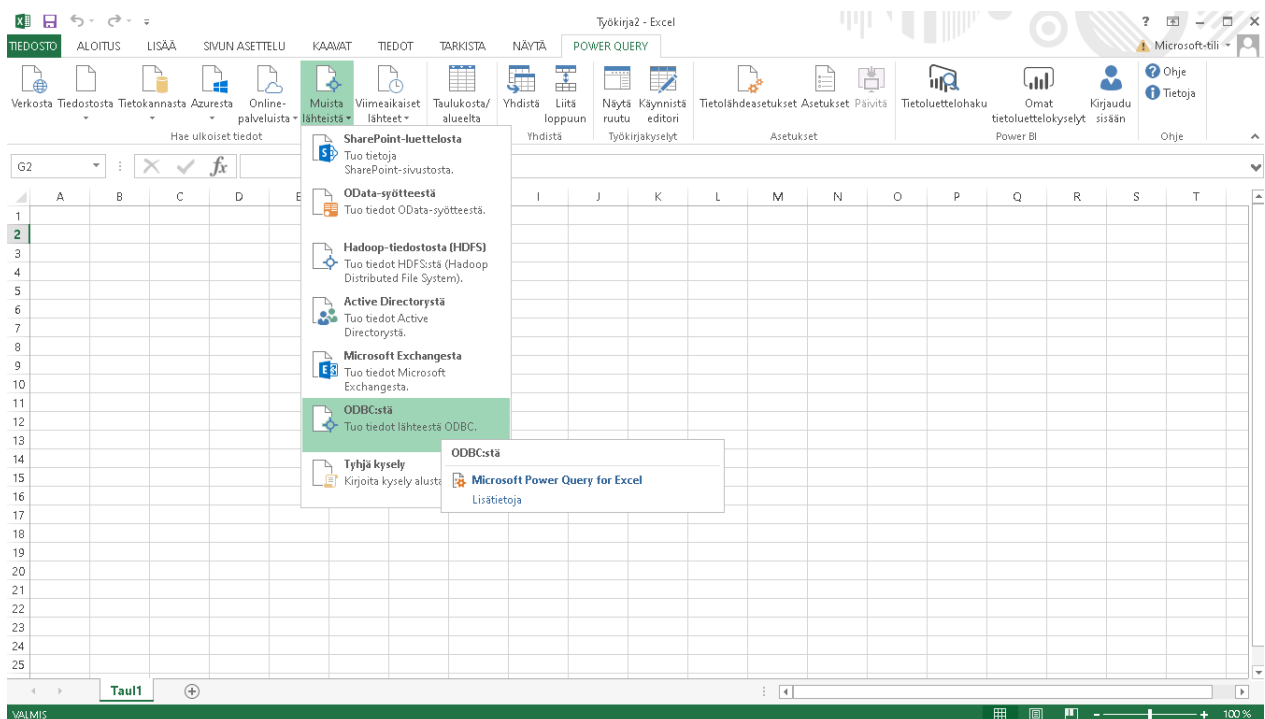 Työkirja2 - Excel
TIEDOSTO ALOITUS LISÄÄ SIVUN ASETTELU KAAVAT TIEDOT TARKISTA NÄYTÄ POWER QUERY Microsoft-tili
Verkosta Tiedostosta Tietokannasta Azuresta Online-palveluista Muista lähteistä Viimeaikaiset lähteet Taulukosta/alueelta Yhdistä Liitä loppuun Näytä ruutu Käynnistä editori Tietolähdeasetukset Asetukset Päivitä Tietoluettelohaku Omat tietoluettelokyselyt Kirjaudu sisään
Ohje
Tietoja
Hae ulkoiset tiedot Yhdistä Työkirjakyselyt Asetukset Power BI Ohje
G2 fx
SharePoint-luettelosta
Tuo tietoja
SharePoint-sivustosta.
OData-syötteestä
Tuo tiedot OData-syötteestä.
Hadoop-tiedostosta (HDFS)
Tuo tiedot HDFS:stä (Hadoop
Distributed File System).
Active Directorystä
Tuo tiedot Active
Directorystä.
Microsoft Exchangesta
Tuo tiedot Microsoft
Exchangesta.
ODBC:stä
Tuo tiedot lähteestä ODBC.
Tyhjä kysely
Kirjoita kysely alusta
ODBC:stä
Microsoft Power Query for Excel
Lisätietoja
A B C D E I J K L M N O P Q R S T
1
2
3
4
5
6
7
8
9
10
11
12
13
14
15
16
17
18
19
20
21
22
23
24
25
Taul1
VALMIS 100 %